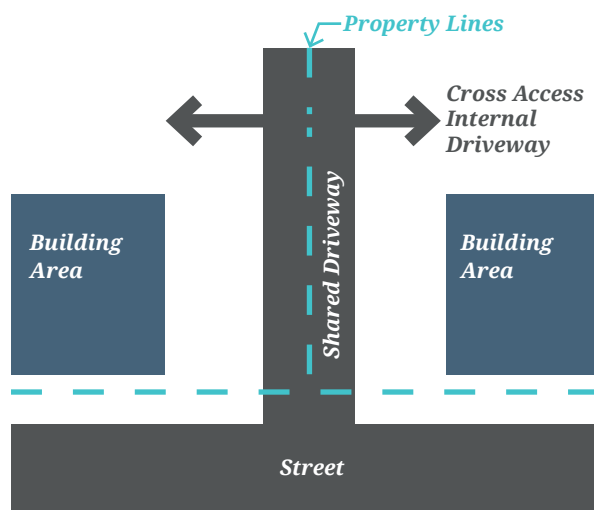 Property Lines
Cross Access
Internal
Driveway
Building
Area
Shared Driveway
Building
Area
Street